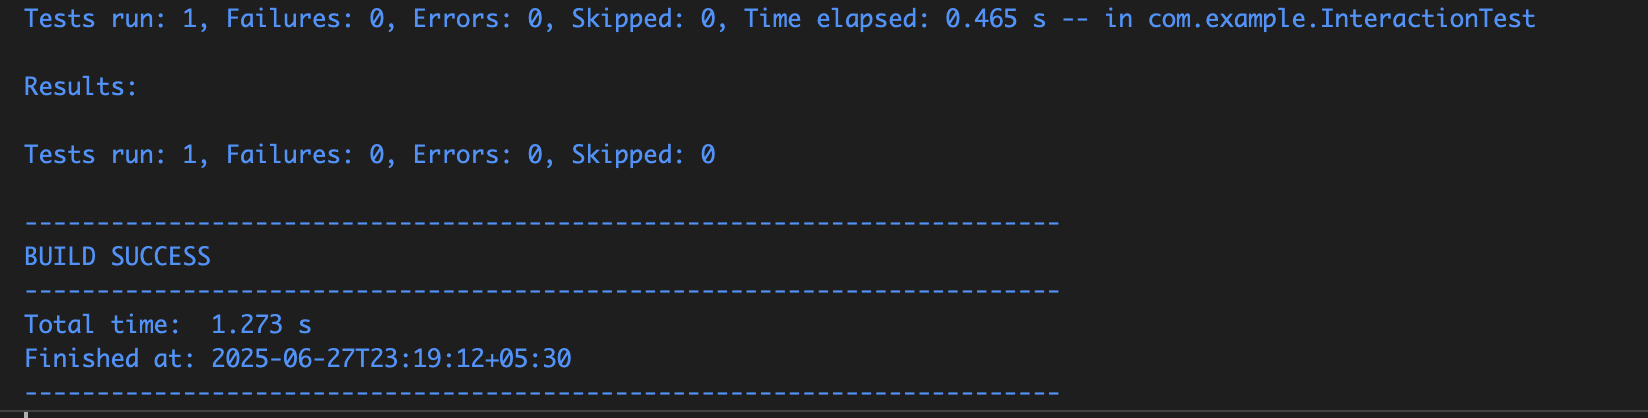 Tests run: 1, Failures: 0, Errors: 0, Skipped: 0, Time elapsed: 0.465 s -- in com.example.InteractionTest
Results:
Tests run: 1, Failures: 0, Errors: 0, Skipped: 0
------------------------------------------------------------------------
BUILD SUCCESS
------------------------------------------------------------------------
Total time:  1.273 s
Finished at: 2025-06-27T23:19:12+05:30
------------------------------------------------------------------------